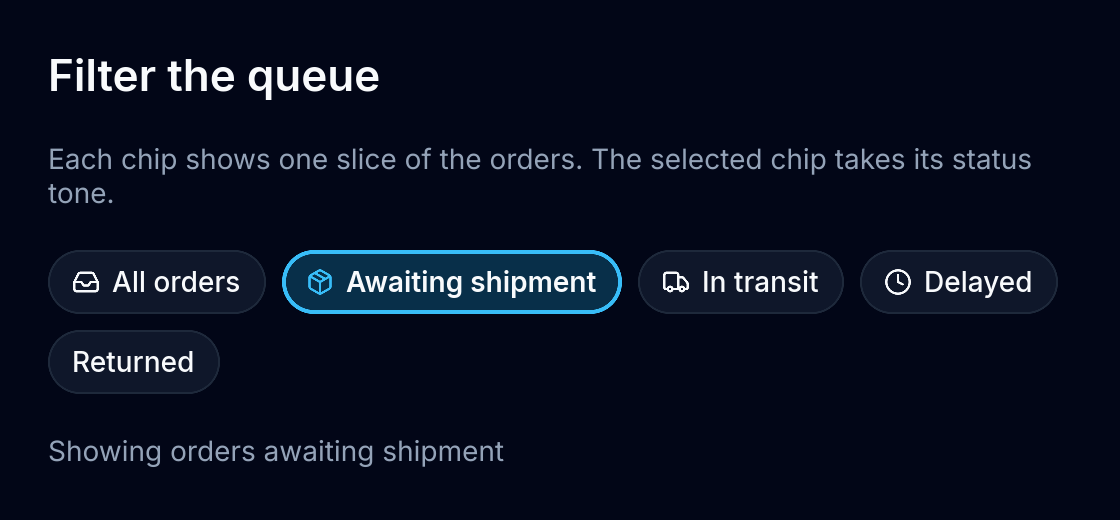 Filter the queue
Each chip shows one slice of the orders. The selected chip takes its status
tone.
All orders
Awaiting shipment
In transit
Delayed
Returned
Showing orders awaiting shipment